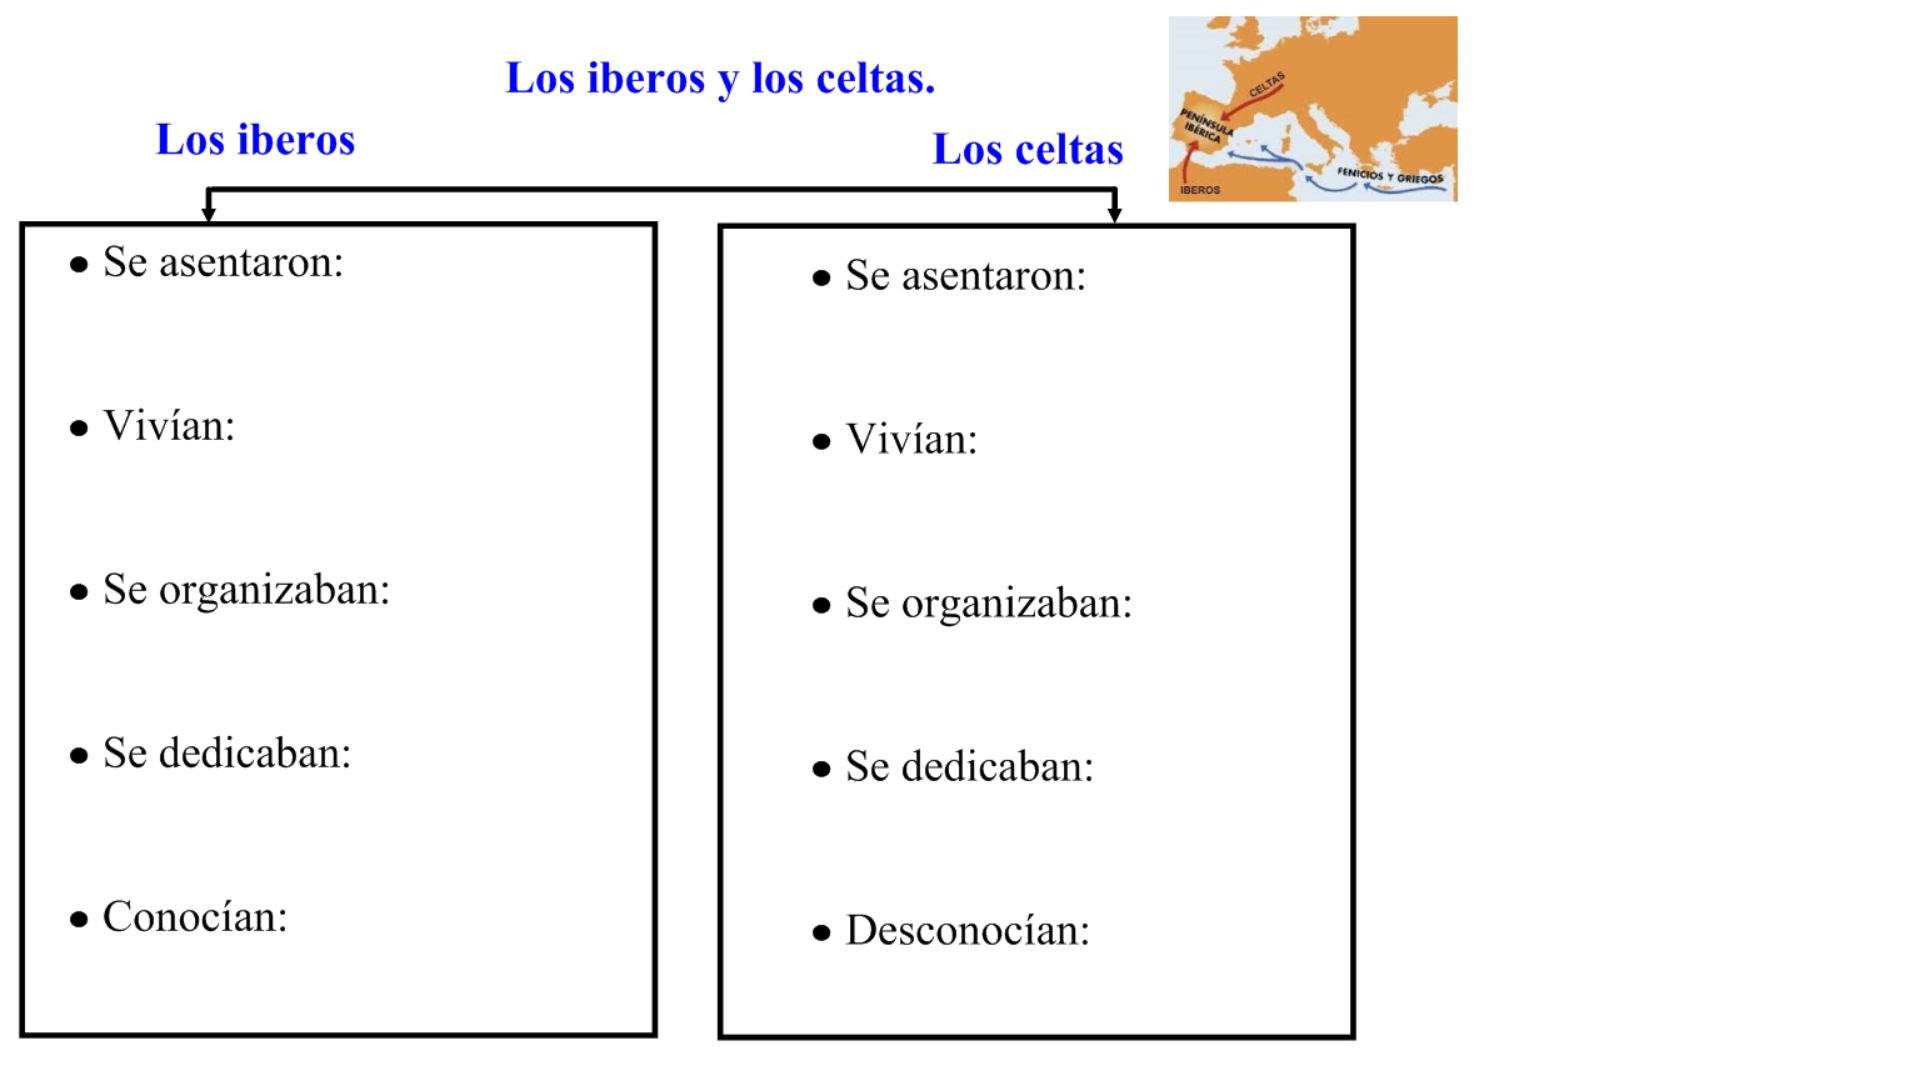 Los iberos y los celtas.
Los iberos
Los celtas
CELTAS
PENÍNSULA
IBÉRICA
FENICIOS Y GRIEGOS
IBEROS
• Se asentaron:
• Vivían:
• Se organizaban:
• Se dedicaban:
• Conocían:
• Se asentaron:
• Vivían:
• Se organizaban:
• Se dedicaban:
• Desconocían: